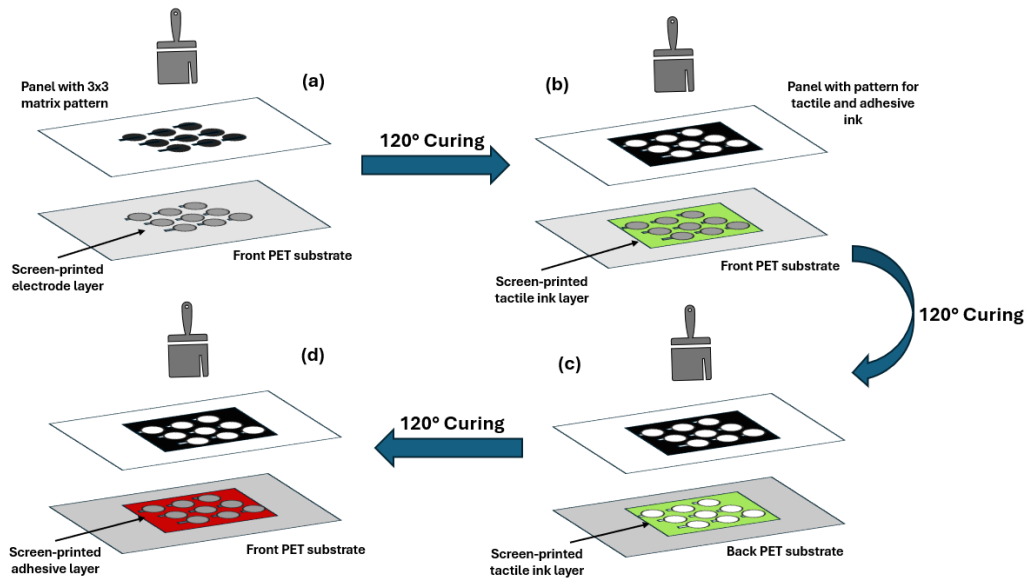 (a)
Panel with 3x3
matrix pattern
120° Curing
Front PET substrate
Screen-printed
electrode layer
(b)
Panel with pattern for
tactile and adhesive
ink
Front PET substrate
Screen-printed
tactile ink layer
120° Curing
(c)
Back PET substrate
Screen-printed
tactile ink layer
120° Curing
(d)
Front PET substrate
Screen-printed
adhesive layer